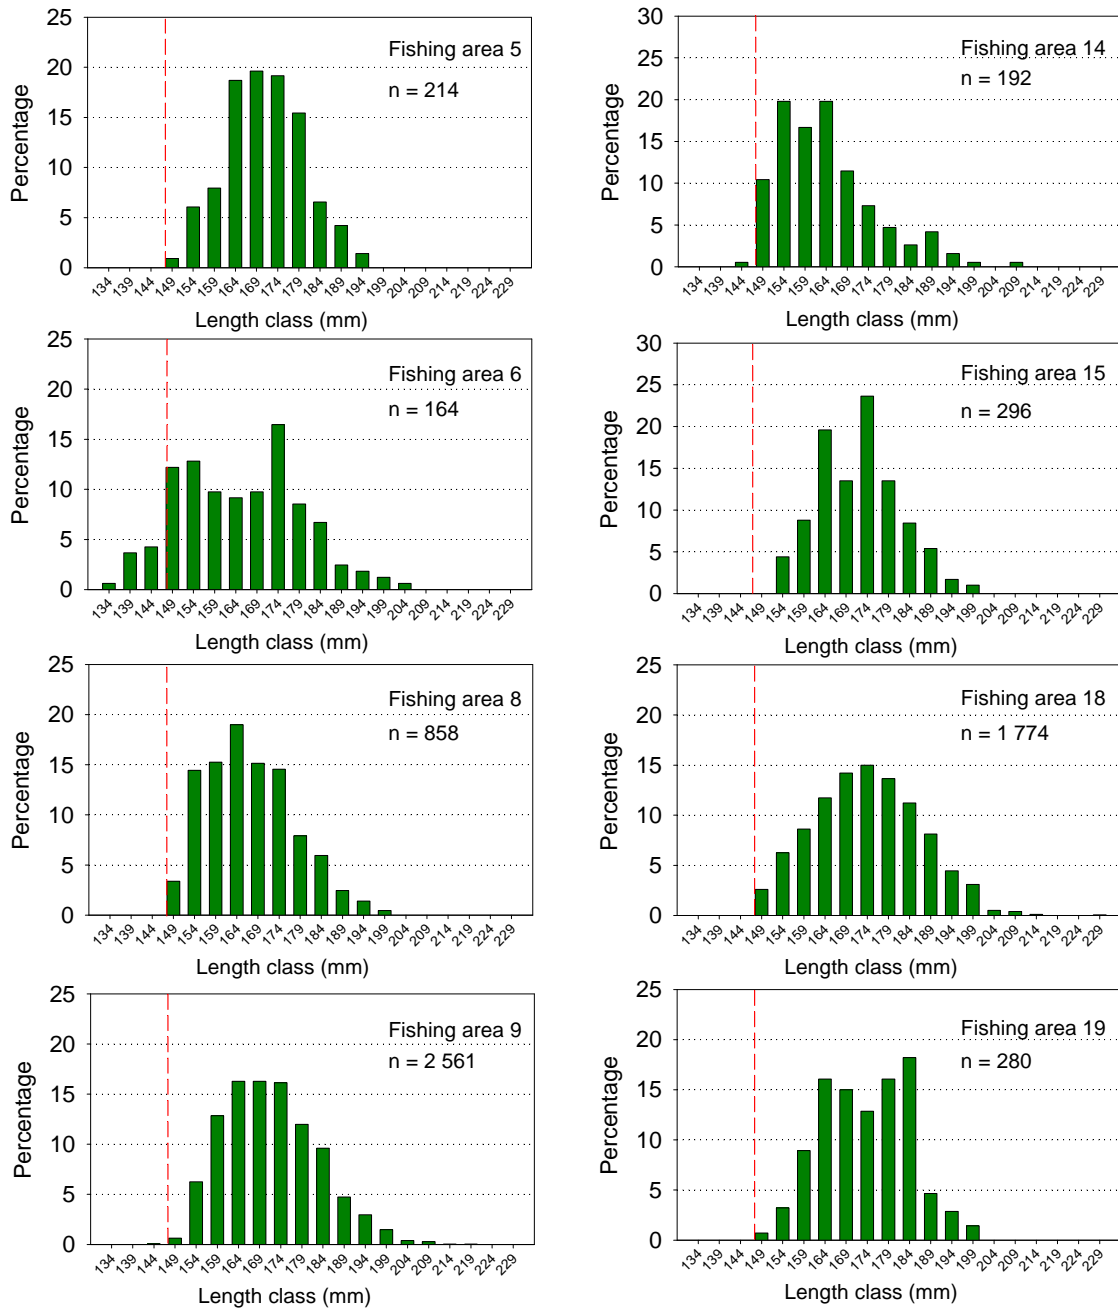 25
20
15
10
5
0
Percentage
Fishing area 5
n = 214
134 139 144 149 154 159 164 169 174 179 184 189 194 199 204 209 214 219 224 229
Length class (mm)
30
25
20
15
10
5
0
Percentage
Fishing area 14
n = 192
134 139 144 149 154 159 164 169 174 179 184 189 194 199 204 209 214 219 224 229
Length class (mm)
25
20
15
10
5
0
Percentage
Fishing area 6
n = 164
134 139 144 149 154 159 164 169 174 179 184 189 194 199 204 209 214 219 224 229
Length class (mm)
30
25
20
15
10
5
0
Percentage
Fishing area 15
n = 296
134 139 144 149 154 159 164 169 174 179 184 189 194 199 204 209 214 219 224 229
Length class (mm)
25
20
15
10
5
0
Percentage
Fishing area 8
n = 858
134 139 144 149 154 159 164 169 174 179 184 189 194 199 204 209 214 219 224 229
Length class (mm)
25
20
15
10
5
0
Percentage
Fishing area 18
n = 1 774
134 139 144 149 154 159 164 169 174 179 184 189 194 199 204 209 214 219 224 229
Length class (mm)
25
20
15
10
5
0
Percentage
Fishing area 9
n = 2 561
134 139 144 149 154 159 164 169 174 179 184 189 194 199 204 209 214 219 224 229
Length class (mm)
25
20
15
10
5
0
Percentage
Fishing area 19
n = 280
134 139 144 149 154 159 164 169 174 179 184 189 194 199 204 209 214 219 224 229
Length class (mm)